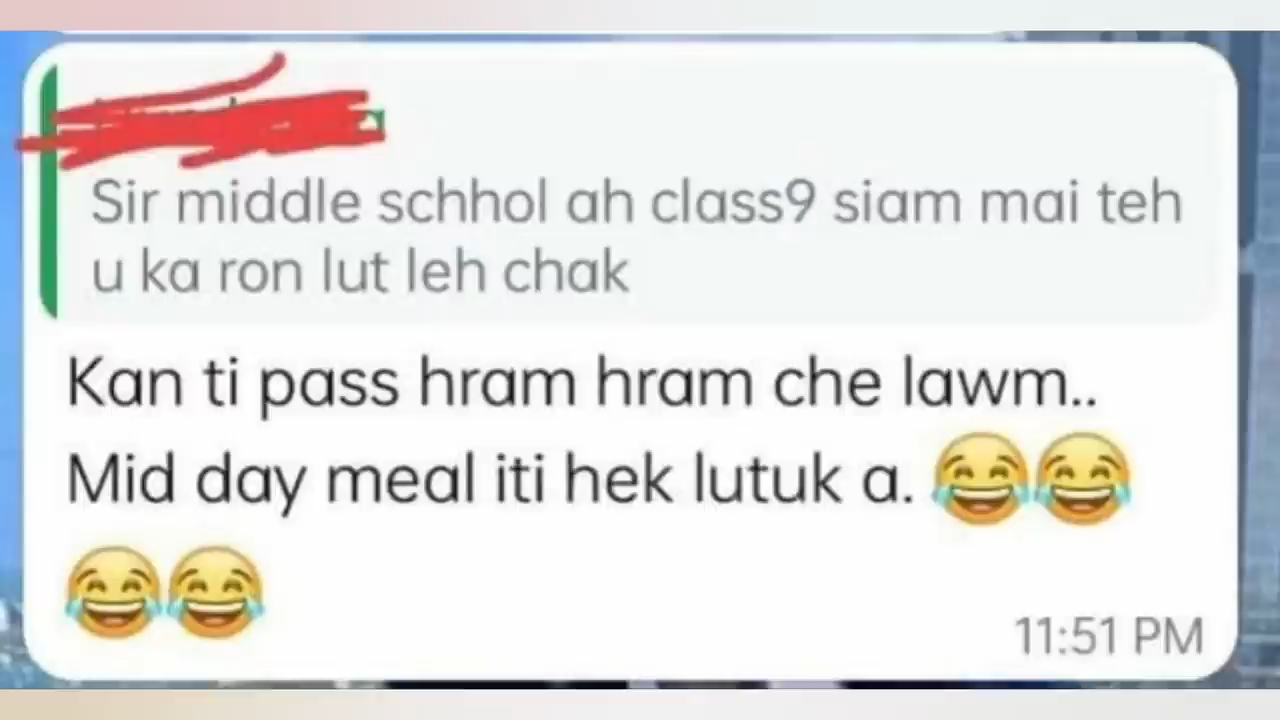 Sir middle schhol ah class9 siam mai teh
u ka ron lut leh chak
Kan ti pass hram hram che lawm..
Mid day meal iti hek lutuk a. 😂😂
😂😂
11:51 PM